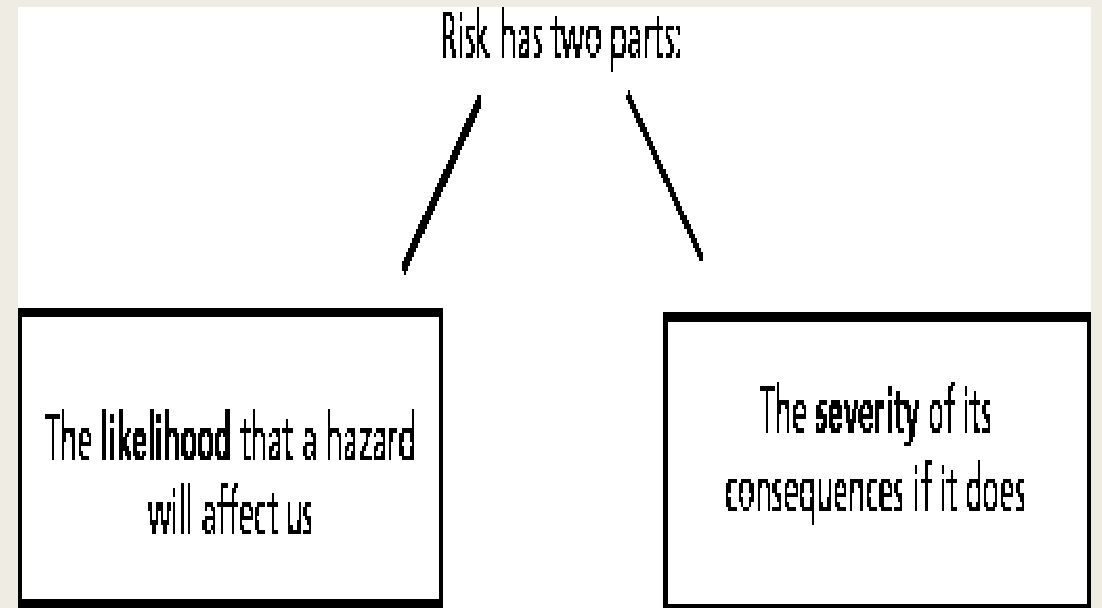 Risk has two parts:
The likelihood that a hazard
will affect us
The severity of its
consequences if it does